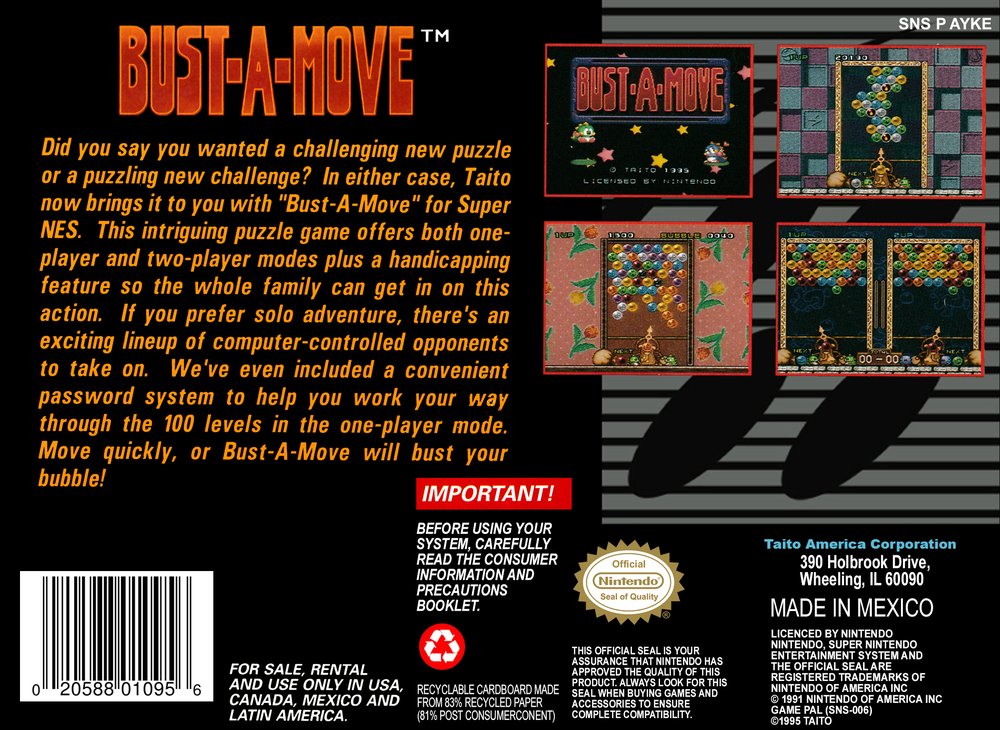 SNS P AYKE
BUST-A-MOVE™
Did you say you wanted a challenging new puzzle
or a puzzling new challenge? In either case, Taito
now brings it to you with "Bust-A-Move" for Super
NES. This intriguing puzzle game offers both one-
player and two-player modes plus a handicapping
feature so the whole family can get in on this
action. If you prefer solo adventure, there's an
exciting lineup of computer-controlled opponents
to take on. We've even included a convenient
password system to help you work your way
through the 100 levels in the one-player mode.
Move quickly, or Bust-A-Move will bust your
bubble!
BUST-A-MOVE
© TAITO 1995
LICENSED BY NINTENDO
1UP 20130
NEXT
1UP 1500 BUBBLE 0040
NEXT
1UP 2UP
NEXT 00-00 NEXT
IMPORTANT!
BEFORE USING YOUR
SYSTEM, CAREFULLY
READ THE CONSUMER
INFORMATION AND
PRECAUTIONS
BOOKLET.
Official
Nintendo
Seal of Quality
®
Taito America Corporation
390 Holbrook Drive,
Wheeling, IL 60090
MADE IN MEXICO
LICENCED BY NINTENDO
NINTENDO, SUPER NINTENDO
ENTERTAINMENT SYSTEM AND
THE OFFICIAL SEAL ARE
REGISTERED TRADEMARKS OF
NINTENDO OF AMERICA INC
© 1991 NINTENDO OF AMERICA INC
GAME PAL (SNS-006)
©1995 TAITO
0 20588 01095 6
FOR SALE, RENTAL
AND USE ONLY IN USA,
CANADA, MEXICO AND
LATIN AMERICA.
RECYCLABLE CARDBOARD MADE
FROM 83% RECYCLED PAPER
(81% POST CONSUMERCONENT)
THIS OFFICIAL SEAL IS YOUR
ASSURANCE THAT NINTENDO HAS
APPROVED THE QUALITY OF THIS
PRODUCT. ALWAYS LOOK FOR THIS
SEAL WHEN BUYING GAMES AND
ACCESSORIES TO ENSURE
COMPLETE COMPATIBILITY.